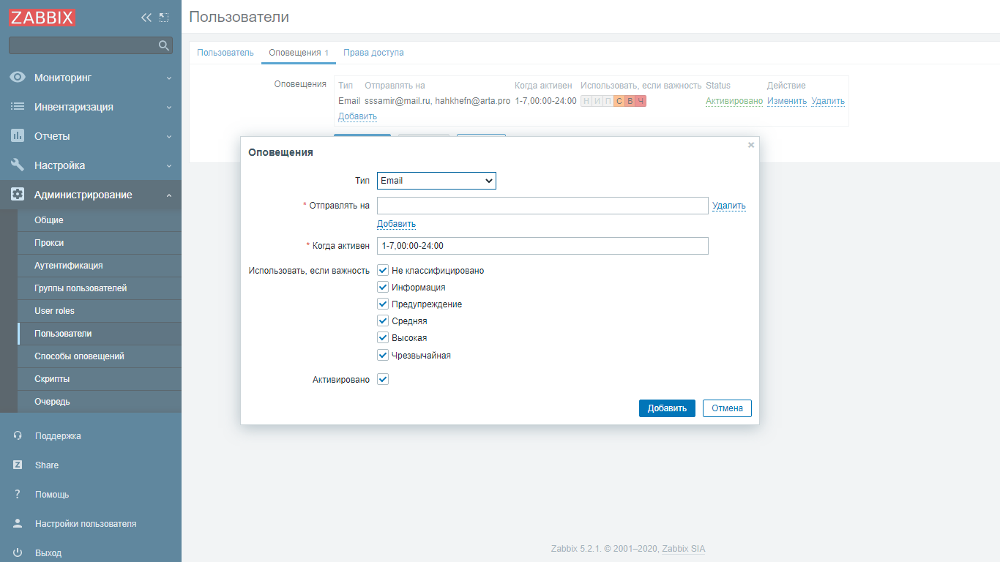 ZABBIX
Мониторинг
Инвентаризация
Отчеты
Настройка
Администрирование
Общие
Прокси
Аутентификация
Группы пользователей
User roles
Пользователи
Способы оповещений
Скрипты
Очередь
Поддержка
Z Share
? Помощь
Настройки пользователя
Выход
Пользователи
Пользователь Оповещения 1 Права доступа
Оповещения
Тип Отправлять на Когда активен Использовать, если важность Status Действие
Email sssamir@mail.ru, hahkhefn@arta.pro 1-7,00:00-24:00 Н И П С В Ч Активировано Изменить Удалить
Добавить
Оповещения
Тип Email
* Отправлять на Удалить
Добавить
* Когда активен 1-7,00:00-24:00
Использовать, если важность Не классифицировано
Информация
Предупреждение
Средняя
Высокая
Чрезвычайная
Активировано
Добавить Отмена
Zabbix 5.2.1. © 2001–2020, Zabbix SIA